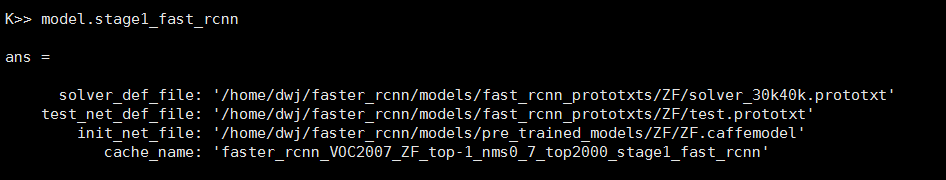 K>> model.stage1_fast_rcnn
ans =
solver_def_file: '/home/dwj/faster_rcnn/models/fast_rcnn_prototxts/ZF/solver_30k40k.prototxt'
test_net_def_file: '/home/dwj/faster_rcnn/models/fast_rcnn_prototxts/ZF/test.prototxt'
init_net_file: '/home/dwj/faster_rcnn/models/pre_trained_models/ZF/ZF.caffemodel'
cache_name: 'faster_rcnn_VOC2007_ZF_top-1_nms0_7_top2000_stage1_fast_rcnn'